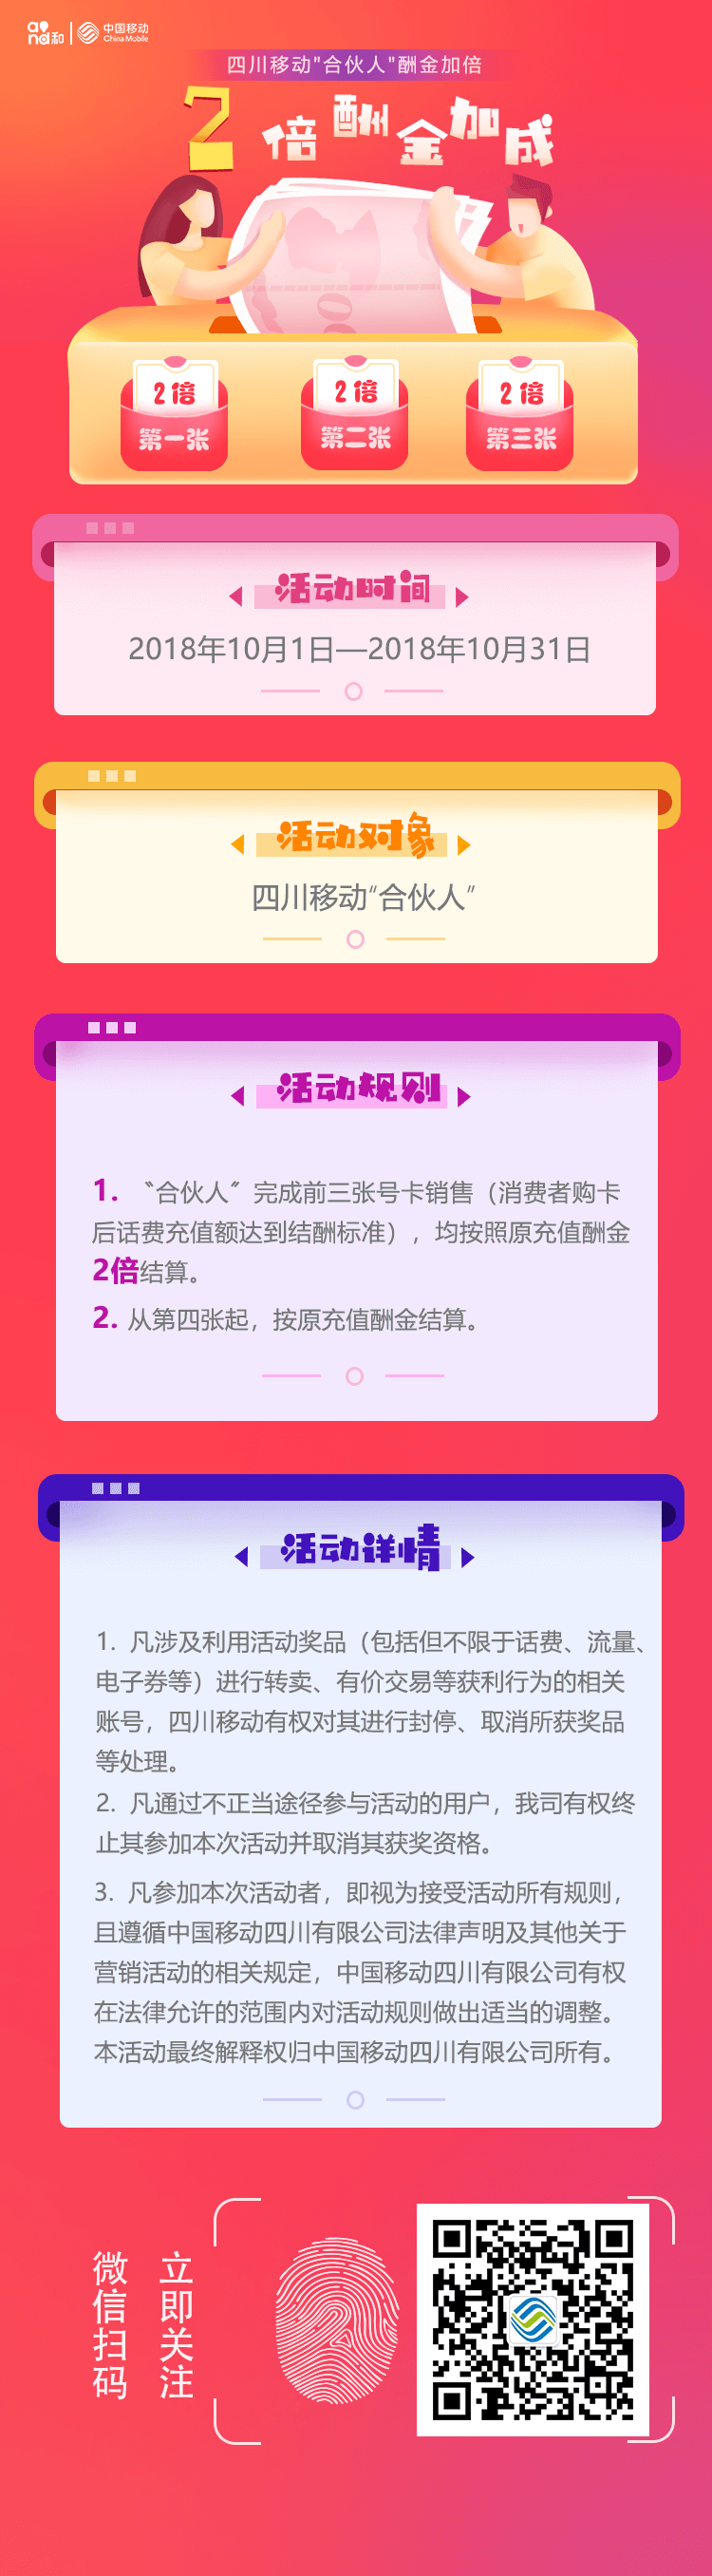 and和 中国移动
China Mobile
四川移动"合伙人"酬金加倍
2倍酬金加成
2倍 2倍 2倍
第一张 第二张 第三张
活动时间
2018年10月1日—2018年10月31日
活动对象
四川移动“合伙人”
活动规则
1. “合伙人”完成前三张号卡销售（消费者购卡
后话费充值额达到结酬标准），均按照原充值酬金
2倍结算。
2. 从第四张起，按原充值酬金结算。
活动详情
1. 凡涉及利用活动奖品（包括但不限于话费、流量、
电子券等）进行转卖、有价交易等获利行为的相关
账号，四川移动有权对其进行封停、取消所获奖品
等处理。
2. 凡通过不正当途径参与活动的用户，我司有权终
止其参加本次活动并取消其获奖资格。
3. 凡参加本次活动者，即视为接受活动所有规则，
且遵循中国移动四川有限公司法律声明及其他关于
营销活动的相关规定，中国移动四川有限公司有权
在法律允许的范围内对活动规则做出适当的调整。
本活动最终解释权归中国移动四川有限公司所有。
微信扫码
立即关注